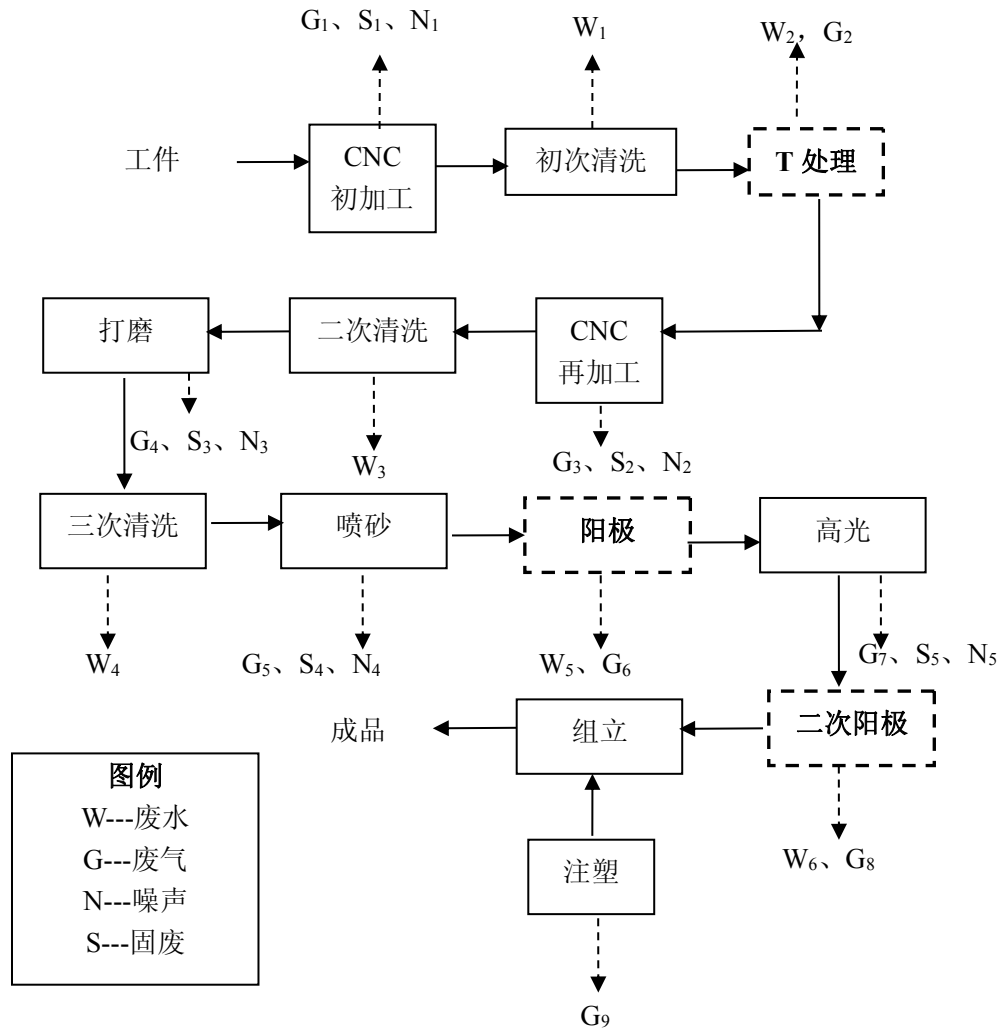 G₁、S₁、N₁
W₁
W₂，G₂
工件
CNC
初加工
初次清洗
T 处理
打磨
二次清洗
CNC
再加工
G₄、S₃、N₃
W₃
G₃、S₂、N₂
三次清洗
喷砂
阳极
高光
W₄
G₅、S₄、N₄
W₅、G₆
G₇、S₅、N₅
成品
组立
二次阳极
图例
W---废水
G---废气
N---噪声
S---固废
注塑
W₆、G₈
G₉